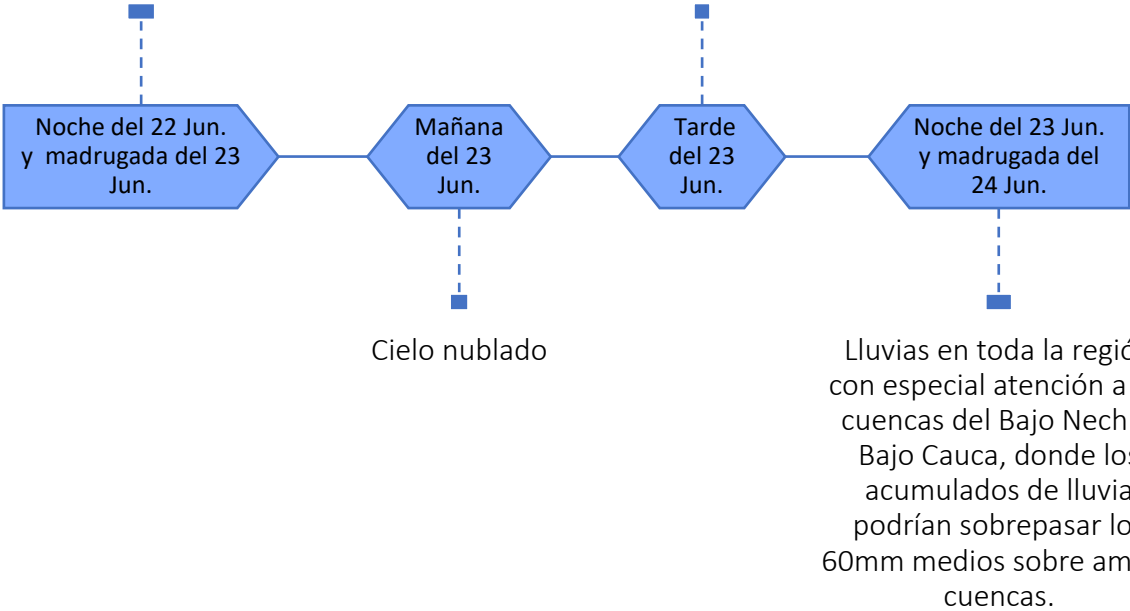 Noche del 22 Jun.
y madrugada del 23
Jun.
Mañana
del 23
Jun.
Tarde
del 23
Jun.
Noche del 23 Jun.
y madrugada del
24 Jun.
Cielo nublado
Lluvias en toda la
con especial atención a
cuencas del Bajo
Bajo Cauca, donde
acumulados de lluvia
podrían sobrepasar
60mm medios sobre
cuencas.